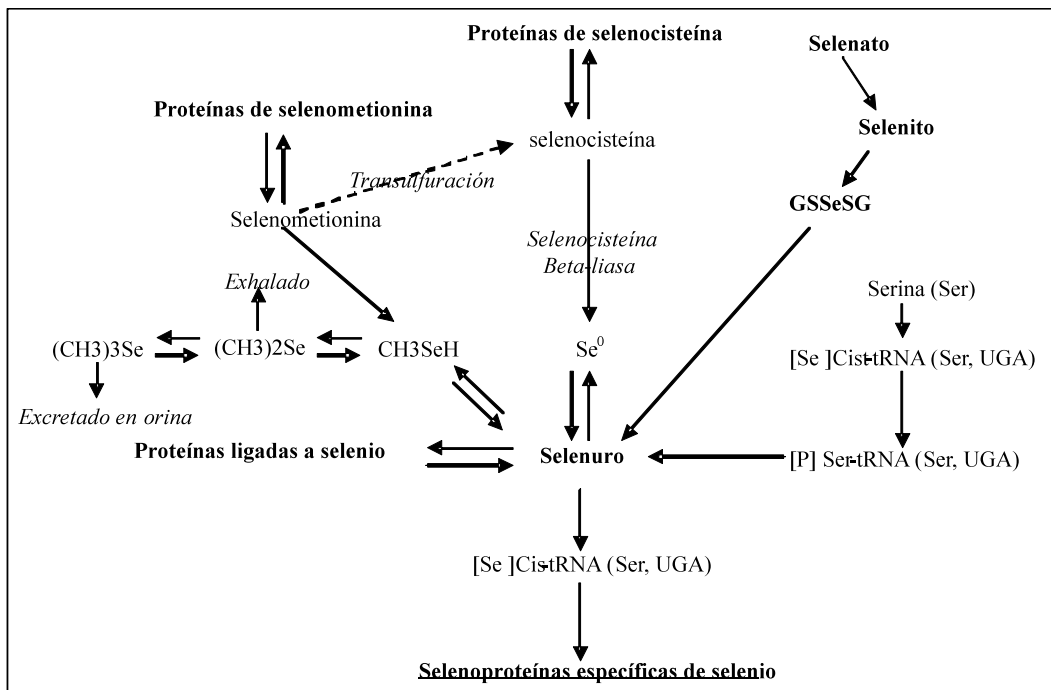 Proteínas de selenocisteína
Selenato
Proteínas de selenometionina
Selenito
selenocisteína
Transulfuración
GSSeSG
Selenometionina
Selenocisteína
Beta-liasa
Exhalado
Serina (Ser)
(CH3)3Se
(CH3)2Se
CH3SeH
Se⁰
[Se ]Cist-tRNA (Ser, UGA)
Excretado en orina
Proteínas ligadas a selenio
Selenuro
[P] Ser-tRNA (Ser, UGA)
[Se ]Cis-tRNA (Ser, UGA)
Selenoproteínas específicas de selenio